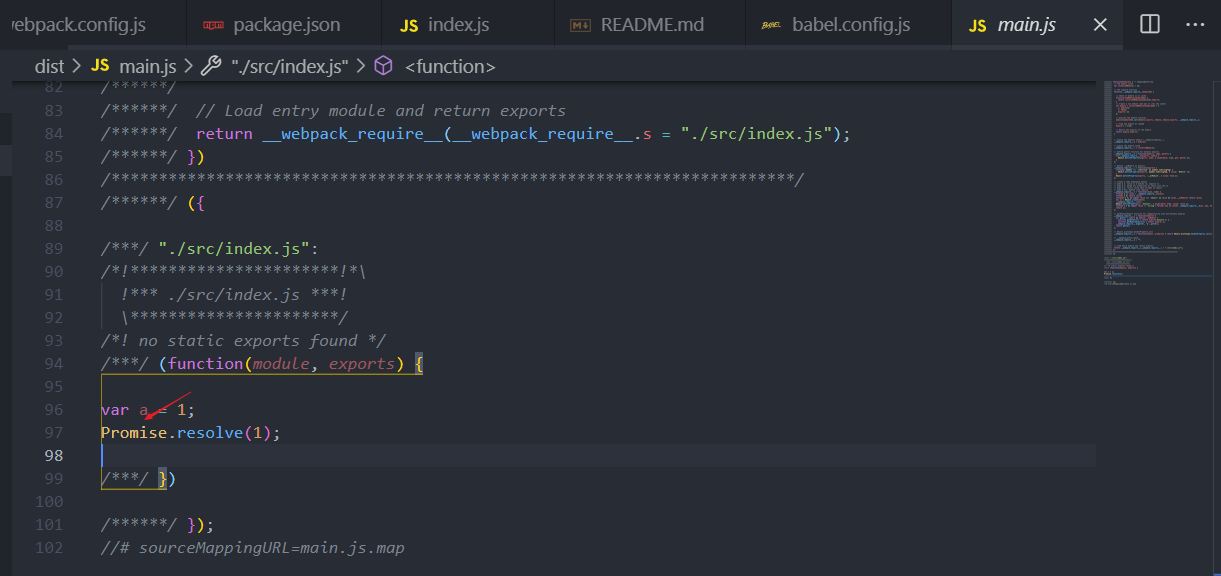 webpack.config.js package.json JS index.js README.md BABEL babel.config.js JS main.js
dist > JS main.js > "./src/index.js" > <function>
82 /******/
83 /******/ // Load entry module and return exports
84 /******/ return __webpack_require__(__webpack_require__.s = "./src/index.js");
85 /******/ })
86 /************************************************************************/
87 /******/ ({
88
89 /***/ "./src/index.js":
90 /*!**********************!*\
91 !*** ./src/index.js ***!
92 \**********************/
93 /*! no static exports found */
94 /***/ (function(module, exports) {
95
96 var a = 1;
97 Promise.resolve(1);
98
99 /***/ })
100
101 /******/ });
102 //# sourceMappingURL=main.js.map